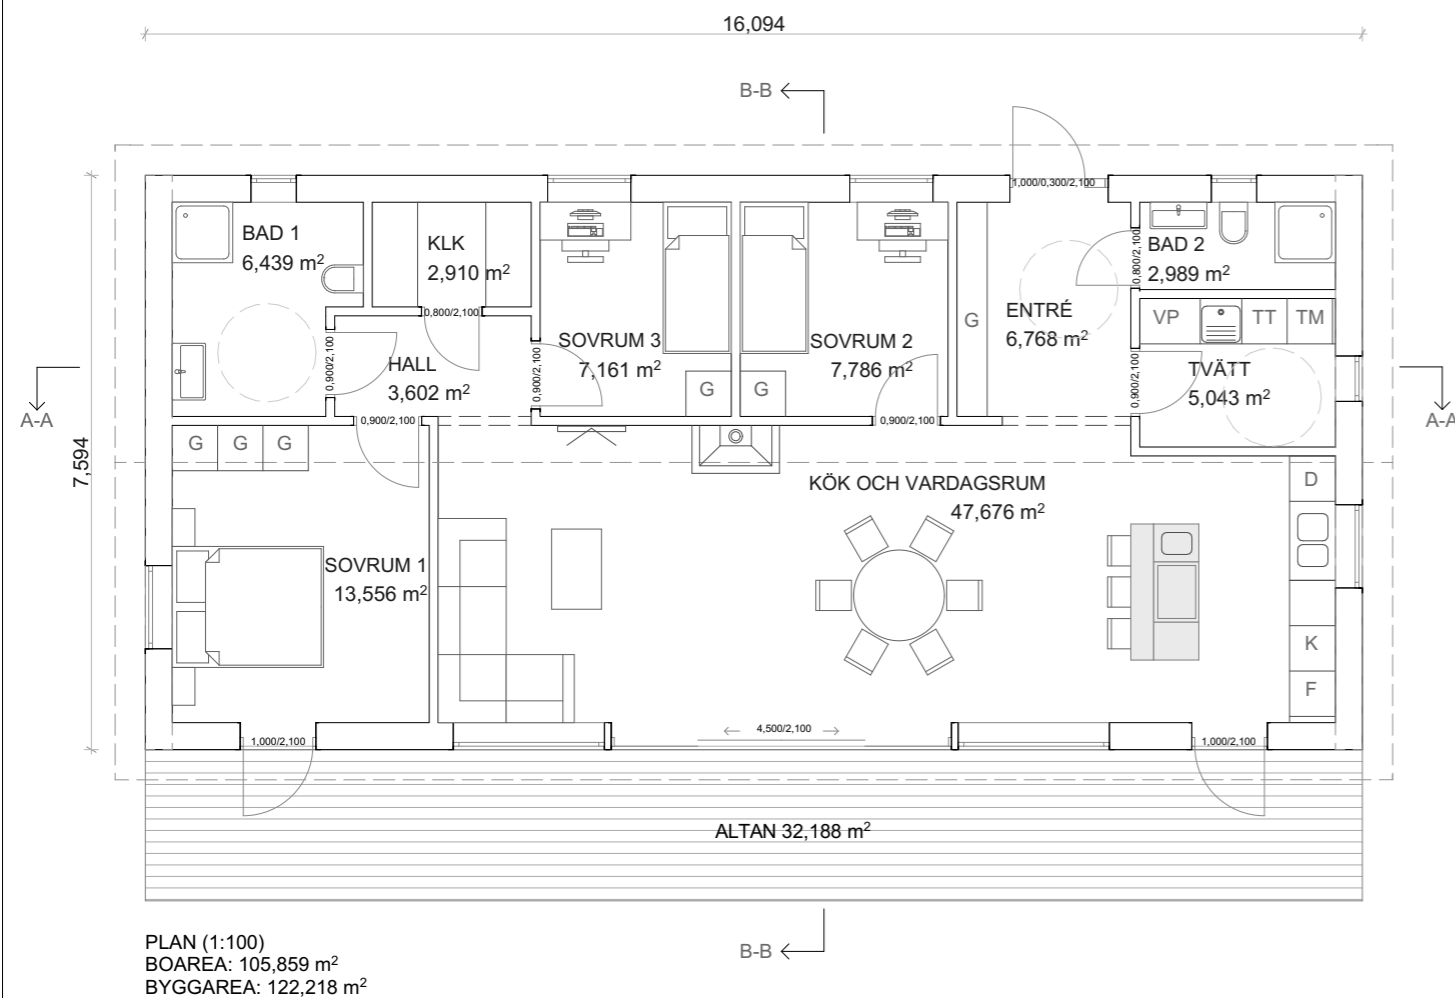 16,094
B-B
1,000/0,300/2,100
BAD 1
6,439 m²
KLK
2,910 m²
0,800/2,100
BAD 2
2,989 m²
0,800/2,100
ENTRÉ
6,768 m²
G
VP
TT
TM
SOVRUM 3
7,161 m²
G
SOVRUM 2
7,786 m²
G
HALL
3,602 m²
0,900/2,100
0,900/2,100
0,900/2,100
TVÄTT
5,043 m²
A-A
A-A
0,900/2,100
0,900/2,100
7,594
G
G
G
KÖK OCH VARDAGSRUM
47,676 m²
D
SOVRUM 1
13,556 m²
K
F
1,000/2,100
4,500/2,100
1,000/2,100
ALTAN 32,188 m²
B-B
PLAN (1:100)
BOAREA: 105,859 m²
BYGGAREA: 122,218 m²